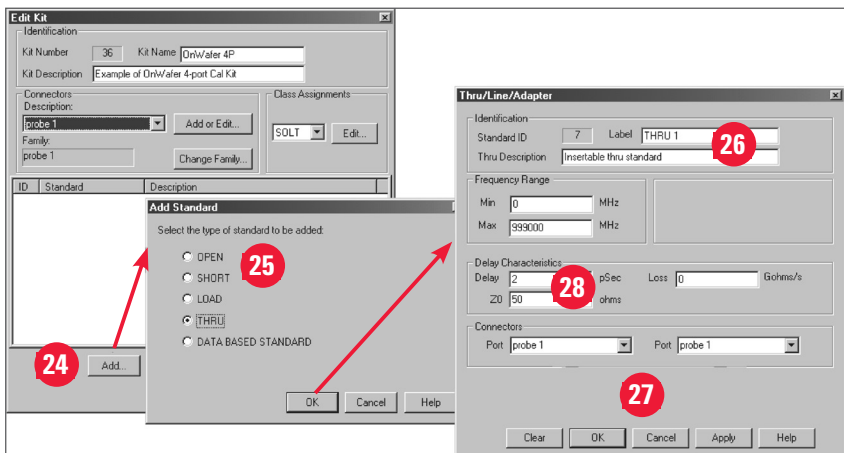 Edit Kit
Identification
Kit Number 36 Kit Name OnWafer 4P
Kit Description Example of OnWafer 4-port Cal Kit
Connectors
Description:
probe 1
Add or Edit...
Family:
probe 1
Change Family...
Class Assignments
SOLT Edit...
ID Standard Description
24
Add...
Add Standard
Select the type of standard to be added:
OPEN
25
SHORT
LOAD
THRU
DATA BASED STANDARD
OK Cancel Help
Thru/Line/Adapter
Identification
Standard ID 7 Label THRU 1
26
Thru Description Insertable thru standard
Frequency Range
Min 0 MHz
Max 999000 MHz
Delay Characteristics
Delay 2 pSec Loss 0 Gohms/s
28
Z0 50 ohms
Connectors
Port probe 1 Port probe 1
27
Clear OK Cancel Apply Help